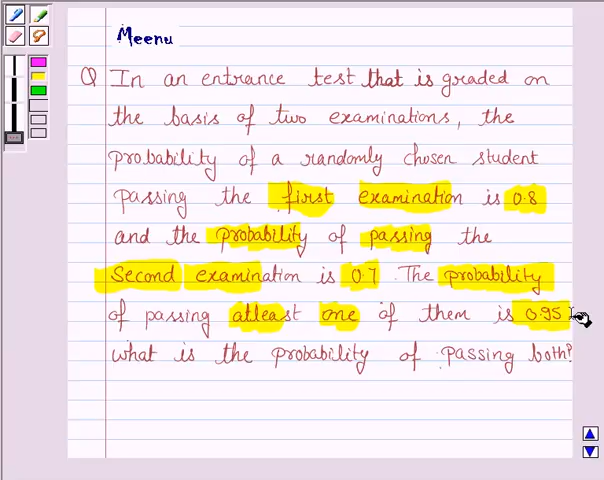 Meenu
Q In an entrance test that is graded on
the basis of two examinations, the
probability of a randomly chosen student
passing the first examination is 0.8
and the probability of passing the
Second examination is 0.7. The probability
of passing atleast one of them is 0.95
what is the probability of passing both?